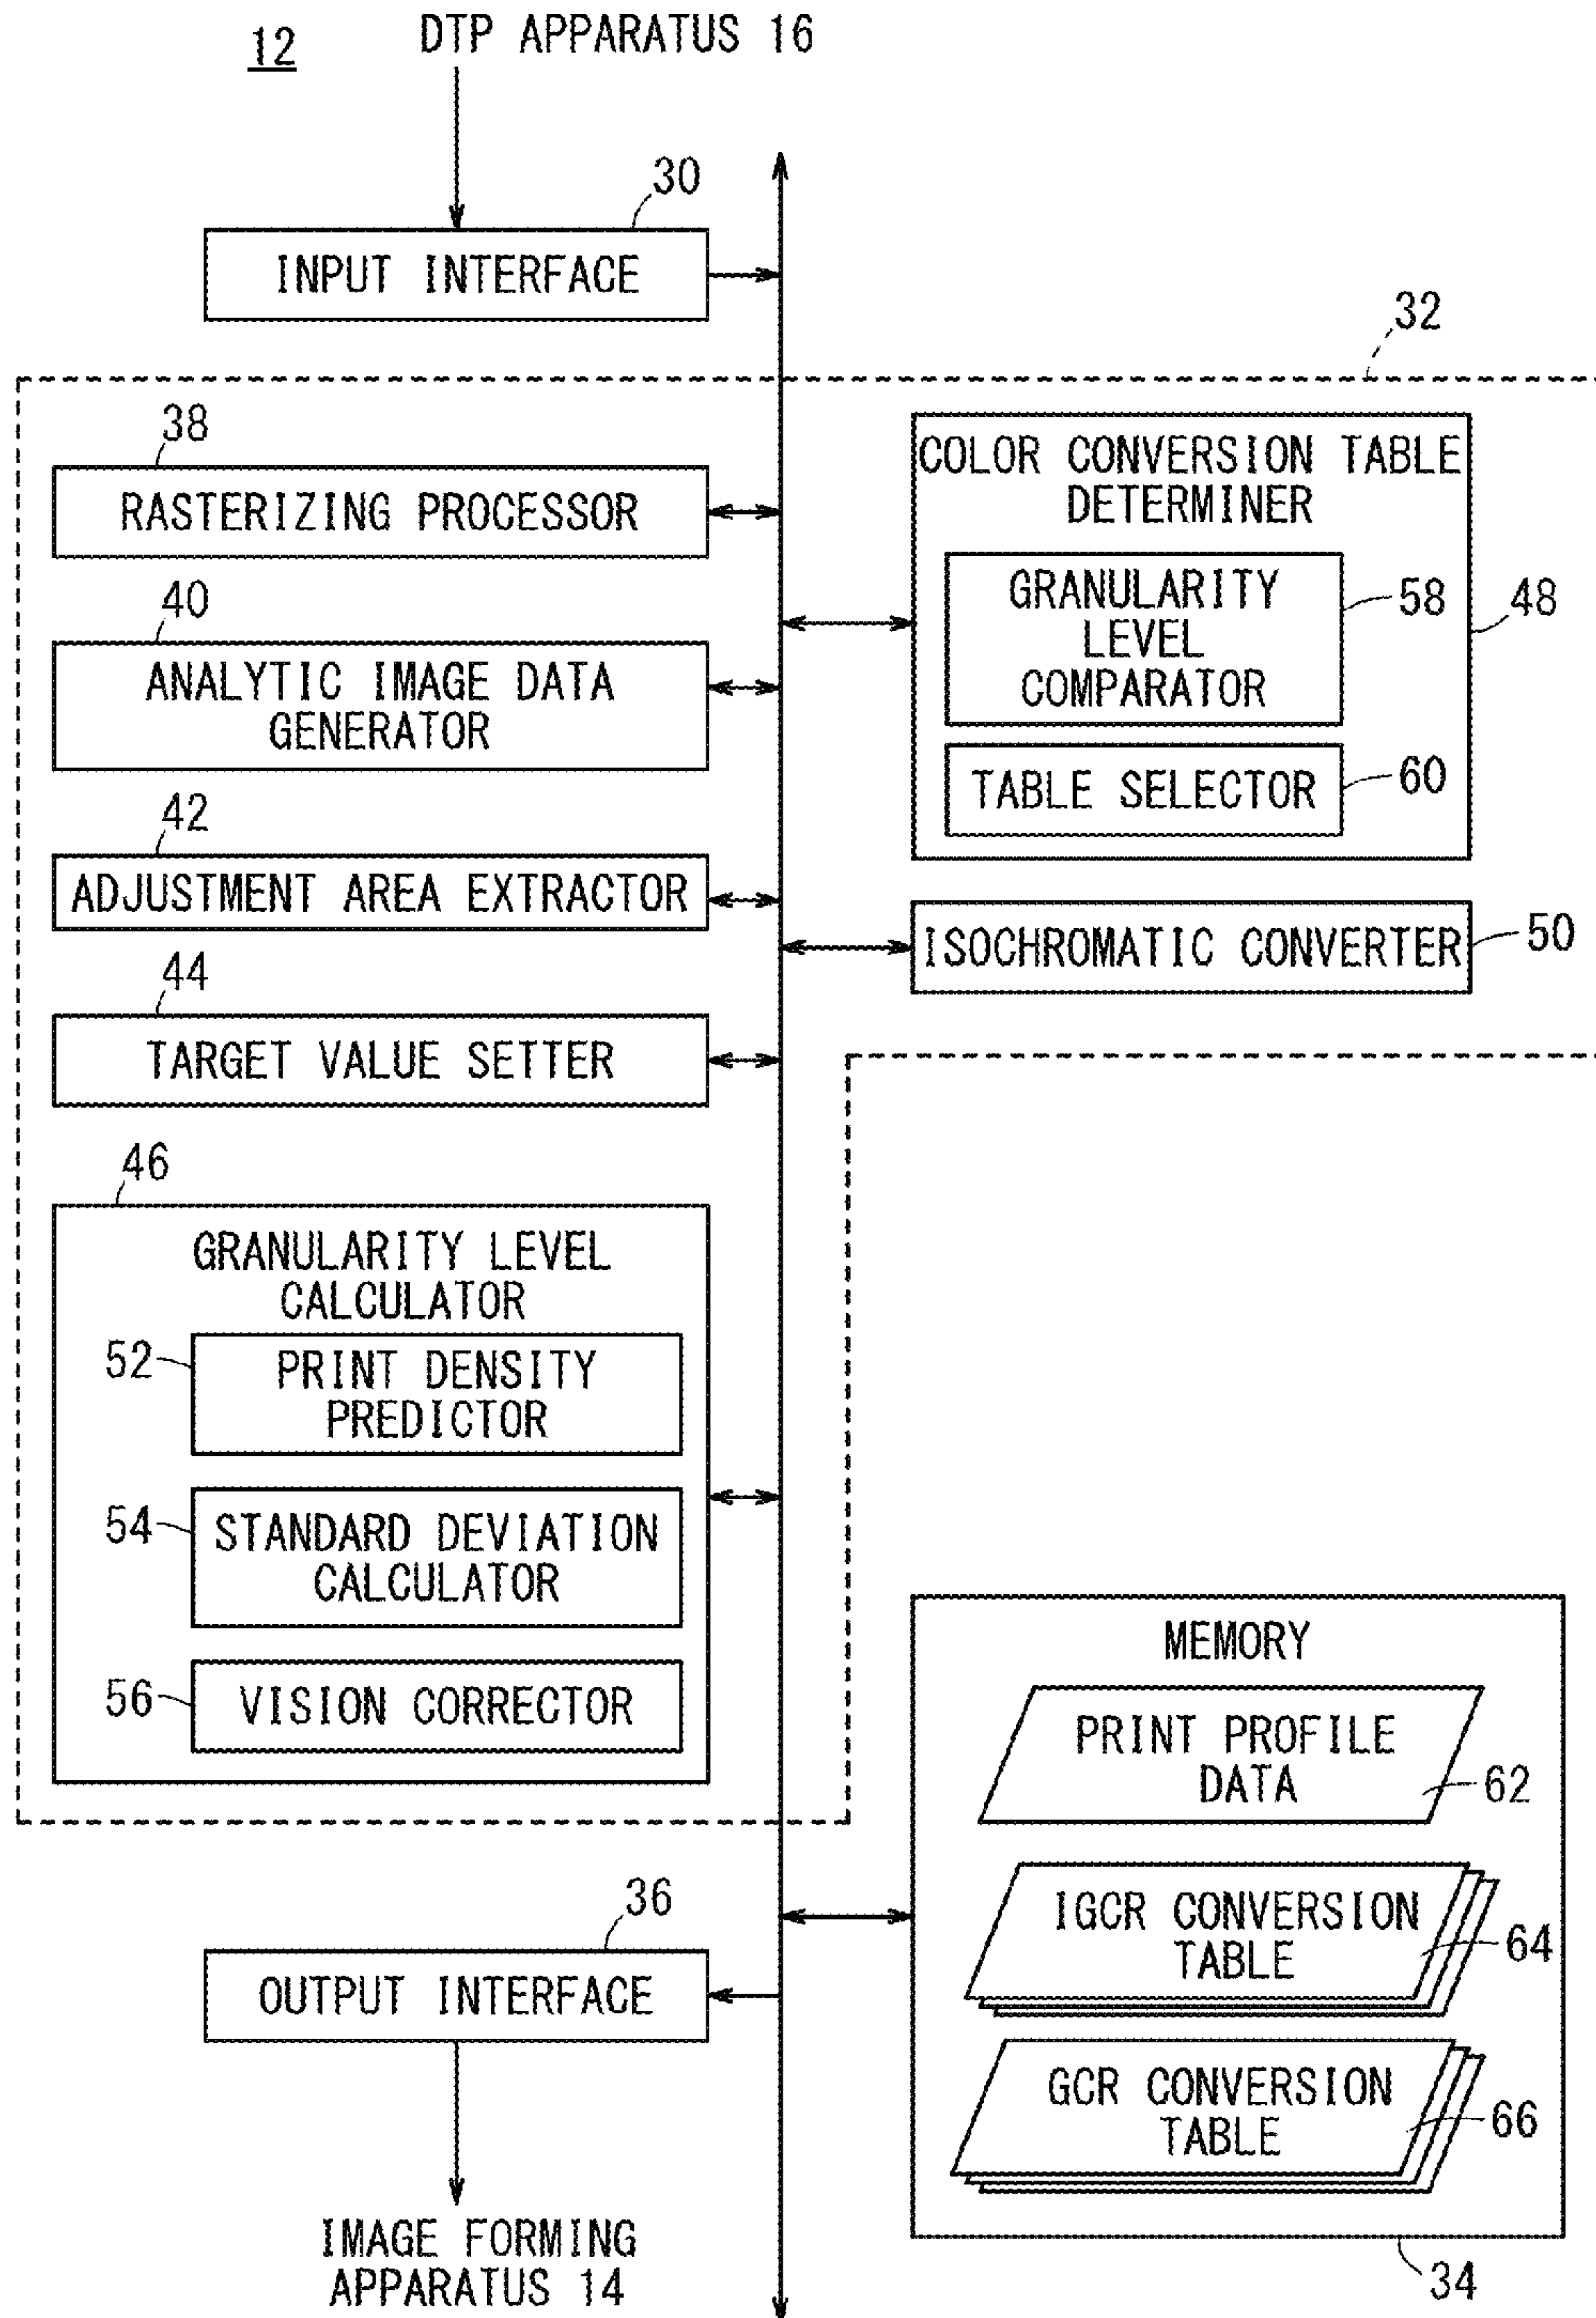 12
DTP APPARATUS 16
30
INPUT INTERFACE
32
38
RASTERIZING PROCESSOR
40
ANALYTIC IMAGE DATA
GENERATOR
42
ADJUSTMENT AREA EXTRACTOR
44
TARGET VALUE SETTER
46
GRANULARITY LEVEL
CALCULATOR
52
PRINT DENSITY
PREDICTOR
54
STANDARD DEVIATION
CALCULATOR
56
VISION CORRECTOR
COLOR CONVERSION TABLE
DETERMINER
GRANULARITY
LEVEL
COMPARATOR
58
48
TABLE SELECTOR
60
ISOCHROMATIC CONVERTER
50
MEMORY
PRINT PROFILE
DATA
62
IGCR CONVERSION
TABLE
64
GCR CONVERSION
TABLE
66
34
36
OUTPUT INTERFACE
IMAGE FORMING
APPARATUS 14